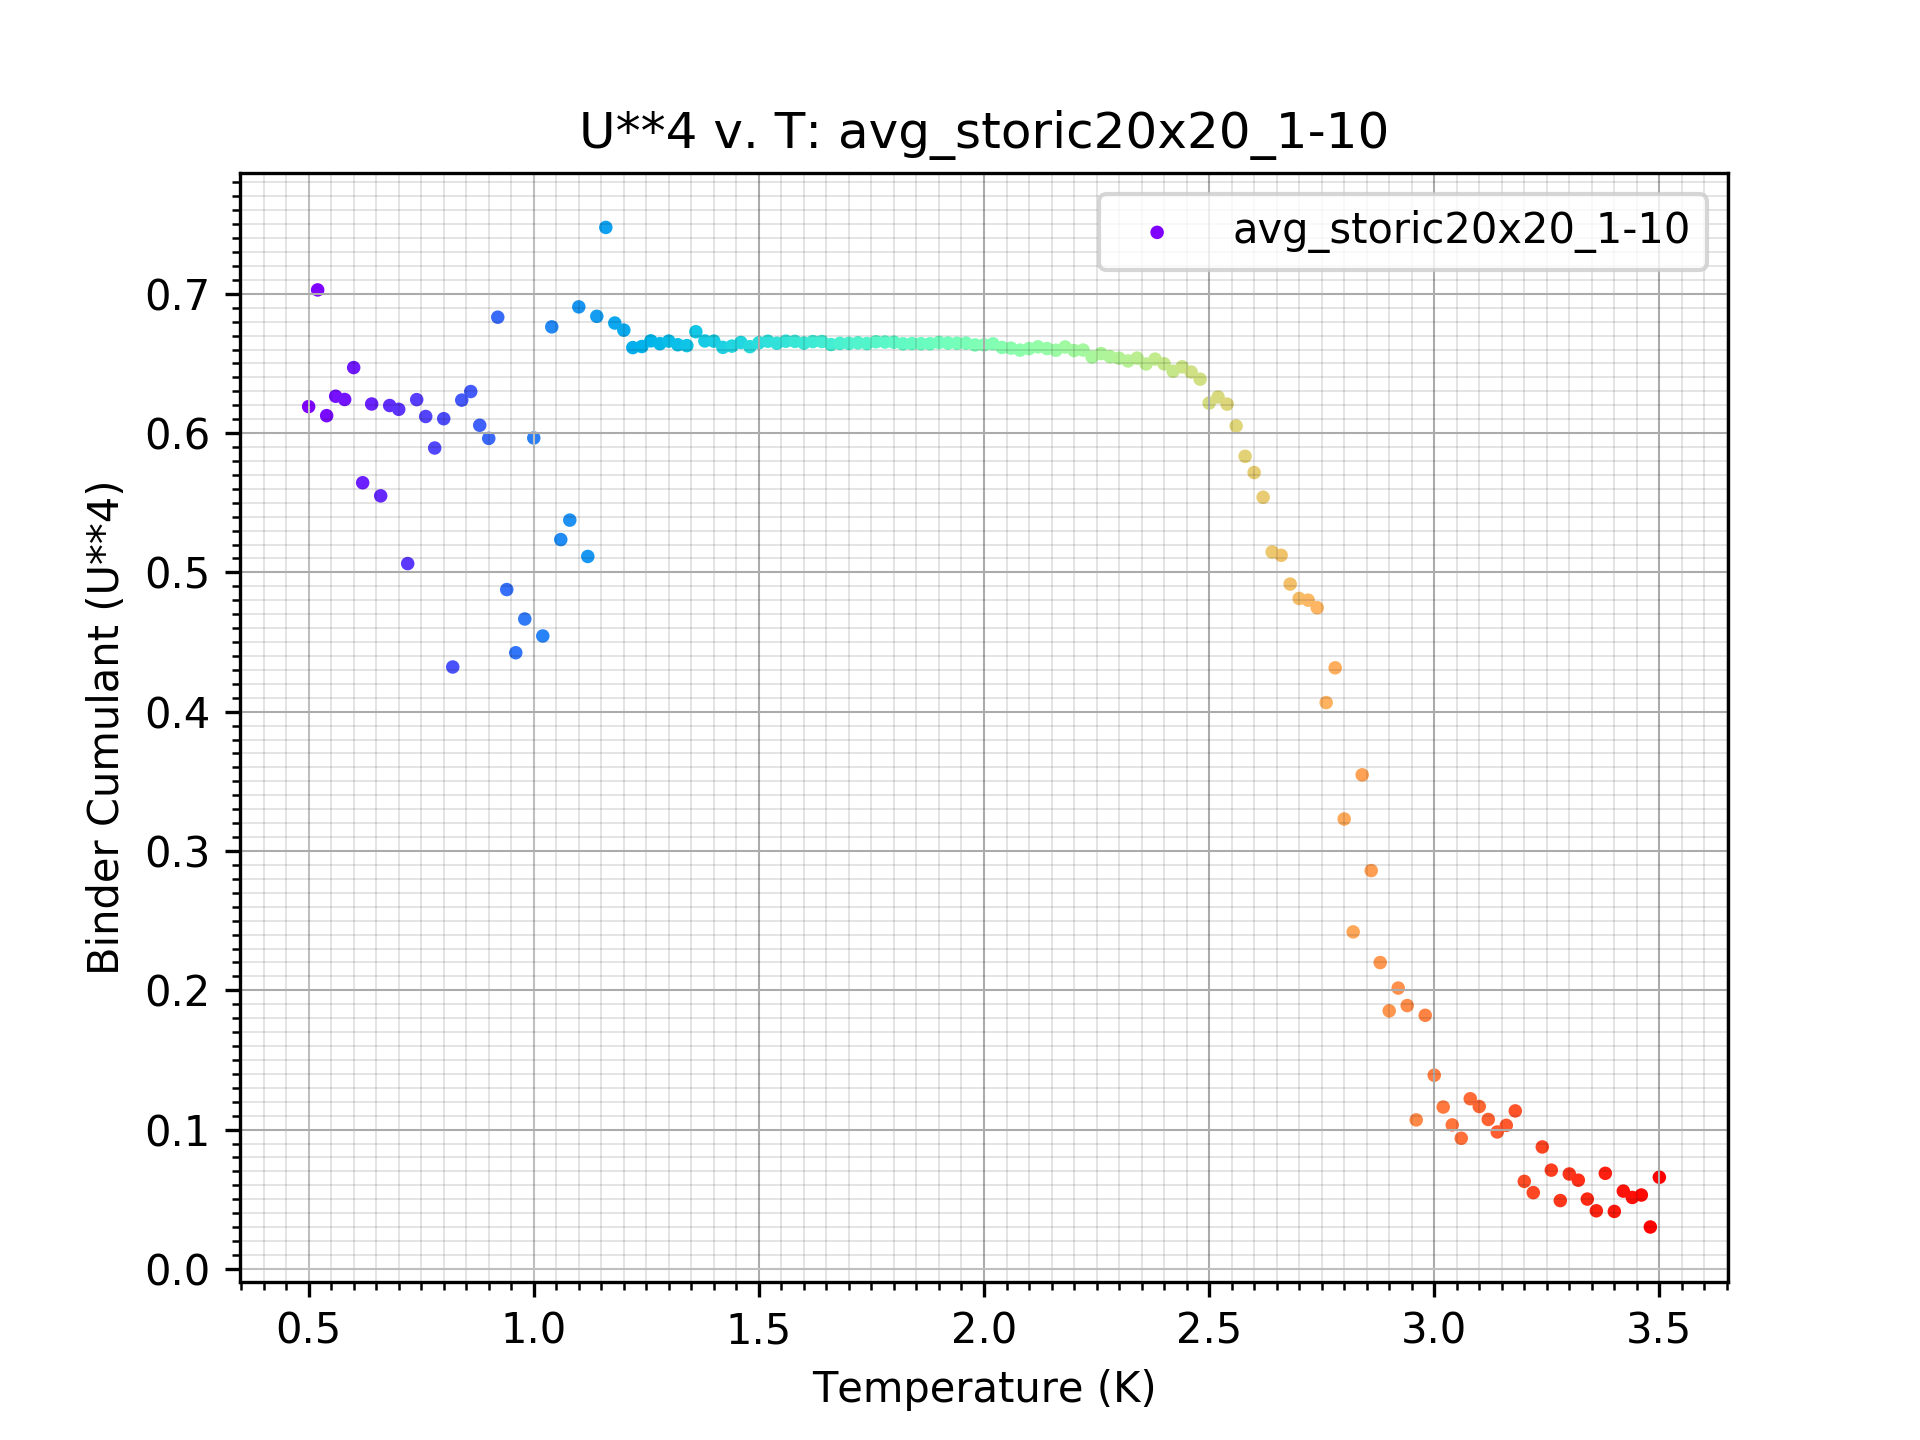 U**4 v. T: avg_storic20x20_1-10
avg_storic20x20_1-10
Binder Cumulant (U**4)
0.7
0.6
0.5
0.4
0.3
0.2
0.1
0.0
0.5 1.0 1.5 2.0 2.5 3.0 3.5
Temperature (K)